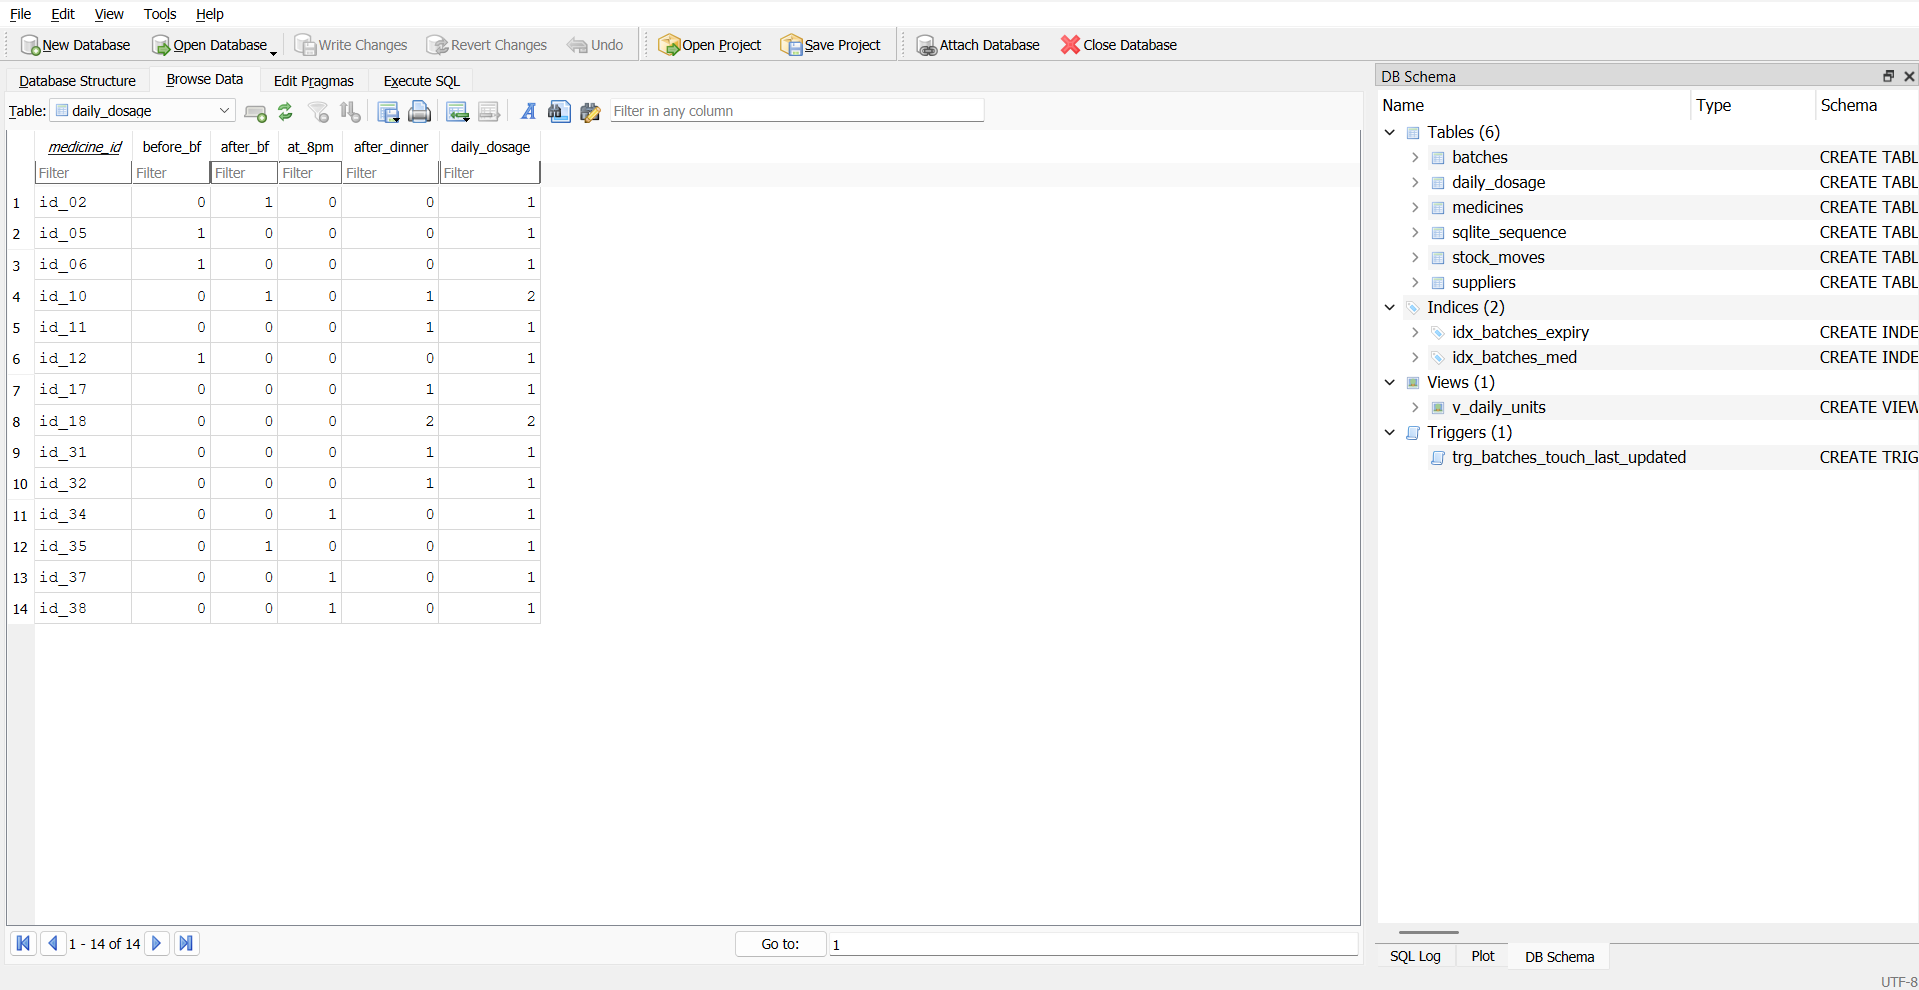 File Edit View Tools Help
New Database Open Database Write Changes Revert Changes Undo Open Project Save Project Attach Database Close Database
Database Structure Browse Data Edit Pragmas Execute SQL
Table: daily_dosage Filter in any column
medicine_id before_bf after_bf at_8pm after_dinner daily_dosage
Filter Filter Filter Filter Filter Filter
1 id_02 0 1 0 0 1
2 id_05 1 0 0 0 1
3 id_06 1 0 0 0 1
4 id_10 0 1 0 1 2
5 id_11 0 0 0 1 1
6 id_12 1 0 0 0 1
7 id_17 0 0 0 1 1
8 id_18 0 0 0 2 2
9 id_31 0 0 0 1 1
10 id_32 0 0 0 1 1
11 id_34 0 0 1 0 1
12 id_35 0 1 0 0 1
13 id_37 0 0 1 0 1
14 id_38 0 0 1 0 1
1 - 14 of 14 Go to: 1
DB Schema
Name Type Schema
Tables (6)
batches CREATE TABL
daily_dosage CREATE TABL
medicines CREATE TABL
sqlite_sequence CREATE TABL
stock_moves CREATE TABL
suppliers CREATE TABL
Indices (2)
idx_batches_expiry CREATE INDE
idx_batches_med CREATE INDE
Views (1)
v_daily_units CREATE VIEW
Triggers (1)
trg_batches_touch_last_updated CREATE TRIG
SQL Log Plot DB Schema
UTF-8